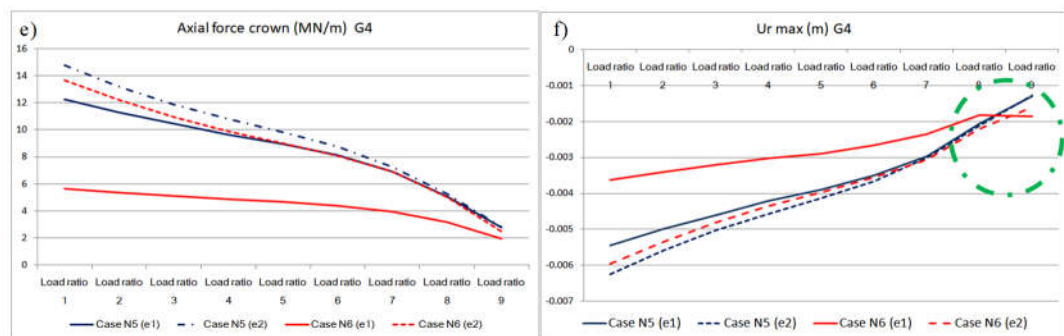 e)
Axial force crown (MN/m) G4
16
14
12
10
8
6
4
2
0
Load ratio Load ratio Load ratio Load ratio Load ratio Load ratio Load ratio Load ratio Load ratio
1 2 3 4 5 6 7 8 9
Case N5 (e1) Case N5 (e2) Case N6 (e1) Case N6 (e2)
f)
Ur max (m) G4
0
Load ratio Load ratio Load ratio Load ratio Load ratio Load ratio Load ratio Load ratio Load ratio
1 2 3 4 5 6 7 8 9
-0.001
-0.002
-0.003
-0.004
-0.005
-0.006
-0.007
Case N5 (e1) Case N5 (e2) Case N6 (e1) Case N6 (e2)